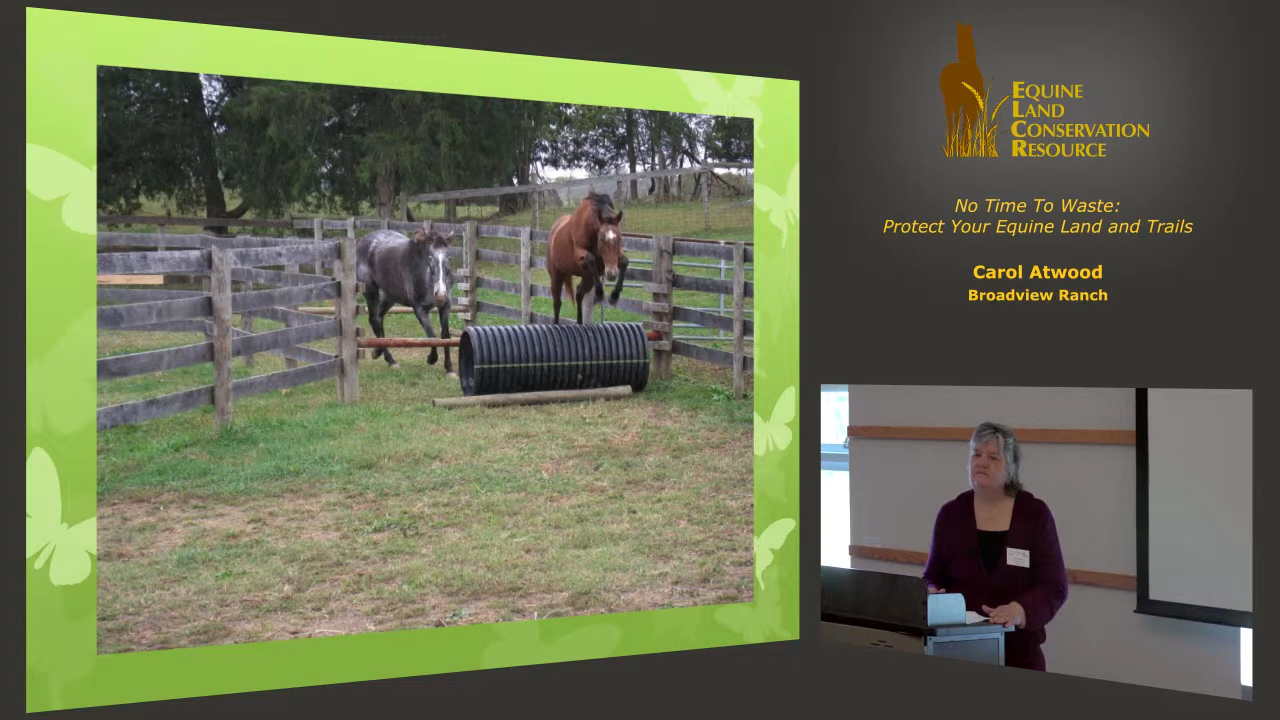 EQUINE
LAND
CONSERVATION
RESOURCE
No Time To Waste:
Protect Your Equine Land and Trails
Carol Atwood
Broadview Ranch